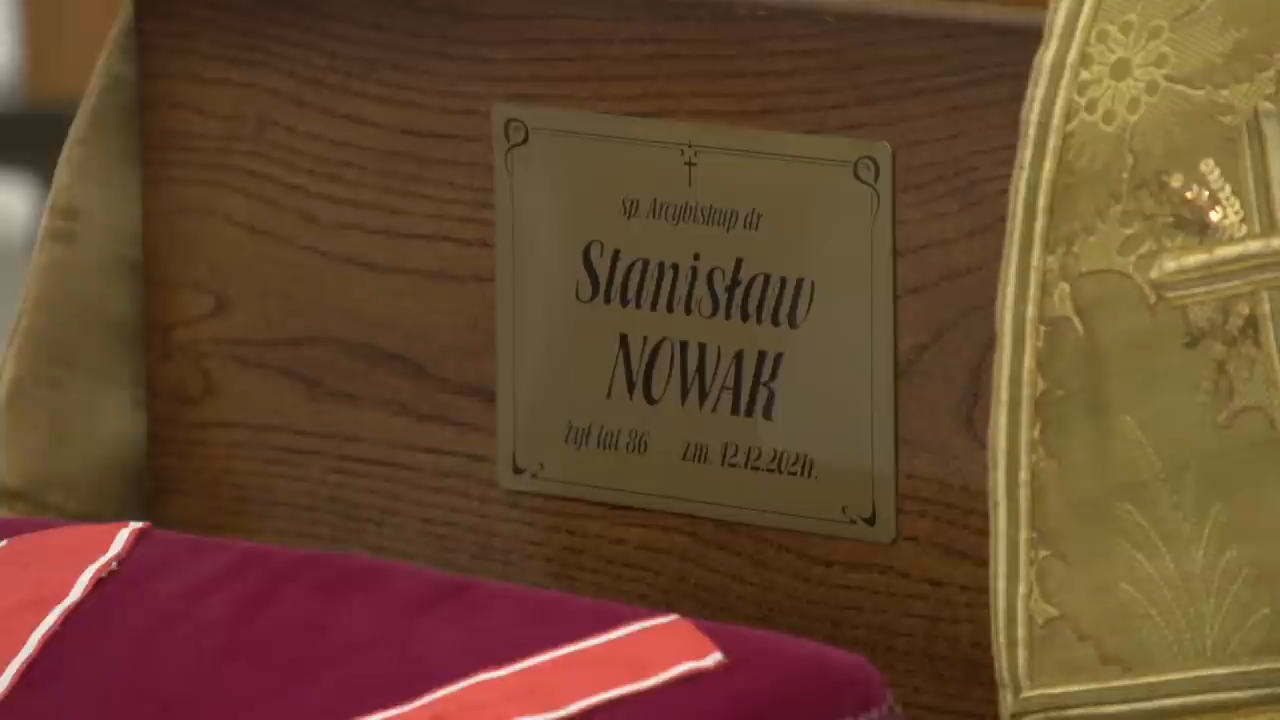 sp. Arcybiskup dr
Stanisław
NOWAK
żył lat 86 zm. 12.12.2021r.